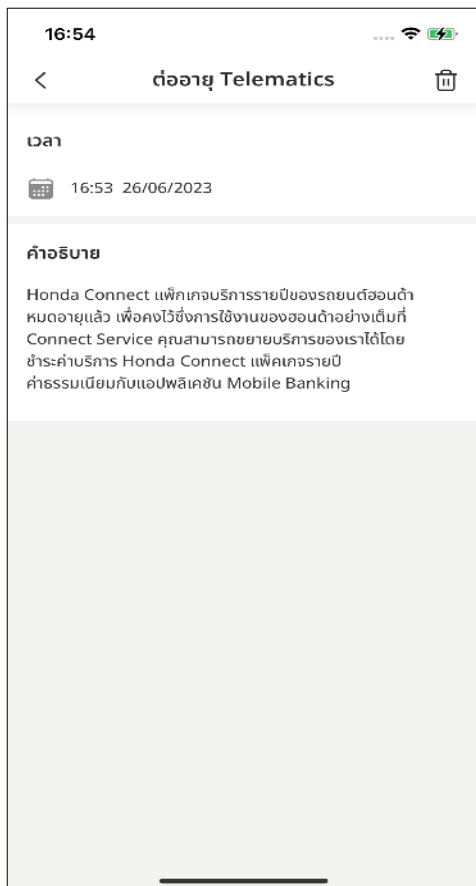 16:54
ต่ออายุ Telematics
เวลา
16:53 26/06/2023
คำอธิบาย
Honda Connect แพ็กเกจบริการรายปีของรถยนต์ฮอนด้า
หมดอายุแล้ว เพื่อคงไว้ซึ่งการใช้งานของฮอนด้าอย่างเต็มที่
Connect Service คุณสามารถขยายบริการของเราได้โดย
ชำระค่าบริการ Honda Connect แพ็คเกจรายปี
ค่าธรรมเนียมกับแอปพลิเคชัน Mobile Banking